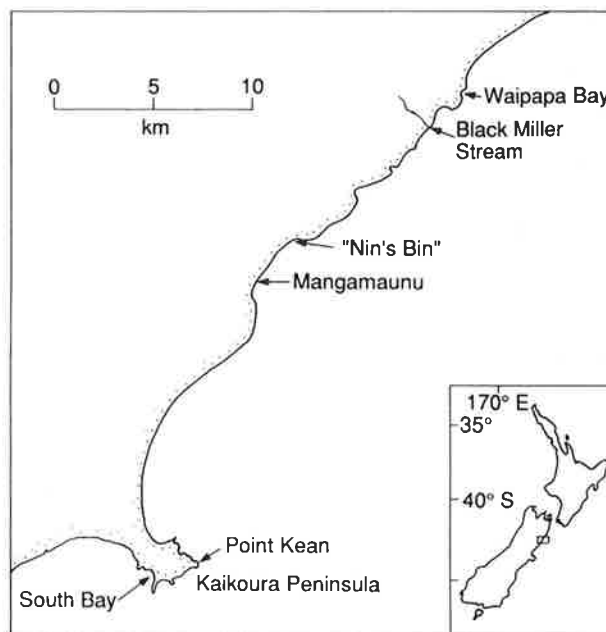 0 5 10
km
Waipapa Bay
Black Miller
Stream
"Nin's Bin"
Mangamaunu
170° E
35°
40° S
Point Kean
Kaikoura Peninsula
South Bay